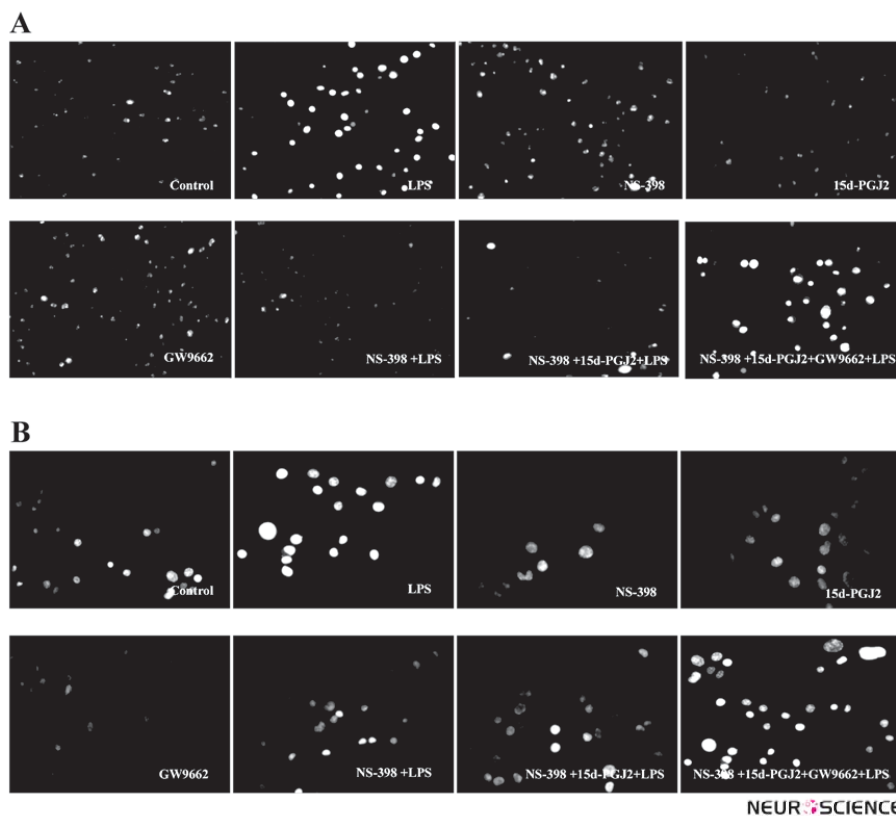 A
Control
LPS
NS-398
15d-PGJ2
GW9662
NS-398 +LPS
NS-398 +15d-PGJ2+LPS
NS-398 +15d-PGJ2+GW9662+LPS
B
Control
LPS
NS-398
15d-PGJ2
GW9662
NS-398 +LPS
NS-398 +15d-PGJ2+LPS
NS-398 +15d-PGJ2+GW9662+LPS
NEUROSCIENCE